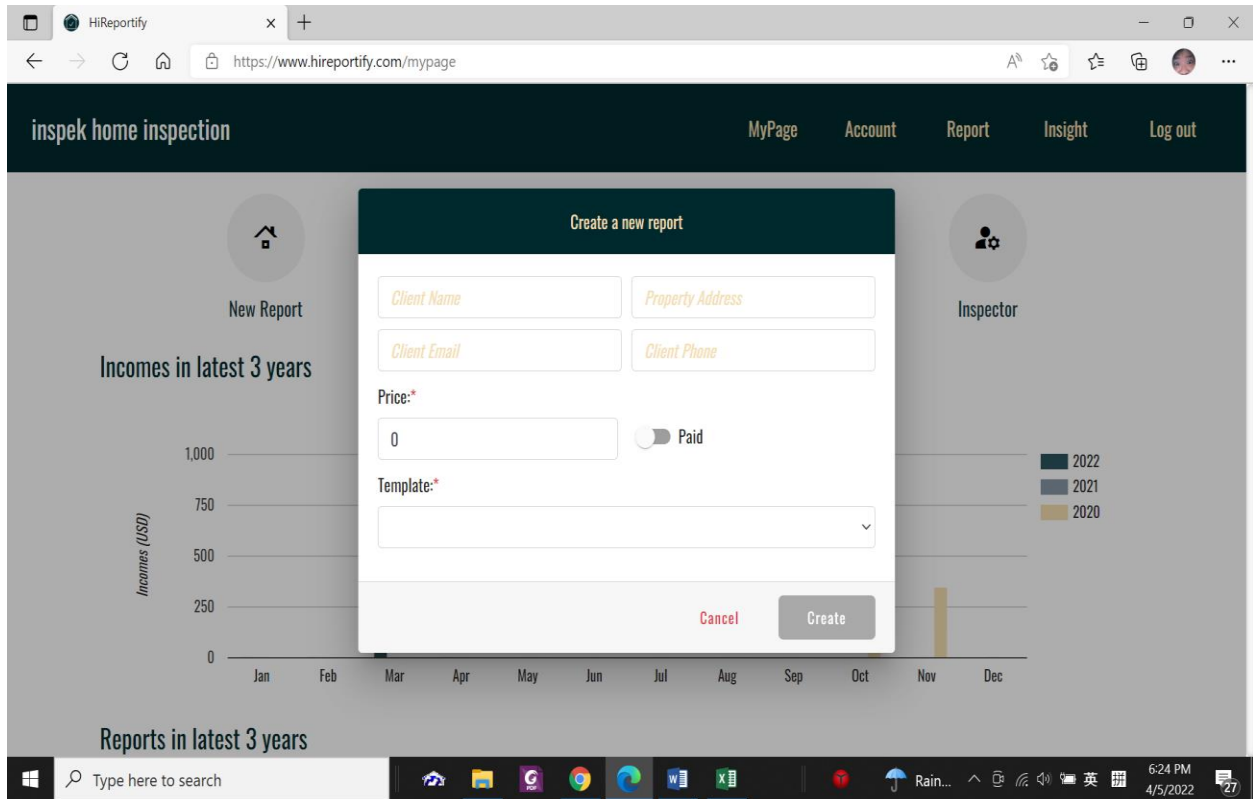 HiReportify
https://www.hireportify.com/mypage
inspek home inspection
MyPage Account Report Insight Log out
Create a new report
New Report
Inspector
Client Name Property Address
Client Email Client Phone
Incomes in latest 3 years
Price:*
0 Paid
Template:*
Incomes (USD)
1,000
750
500
250
0
2022
2021
2020
Cancel Create
Jan Feb Mar Apr May Jun Jul Aug Sep Oct Nov Dec
Reports in latest 3 years
Type here to search
Rain... 英 拼 6:24 PM
4/5/2022 27